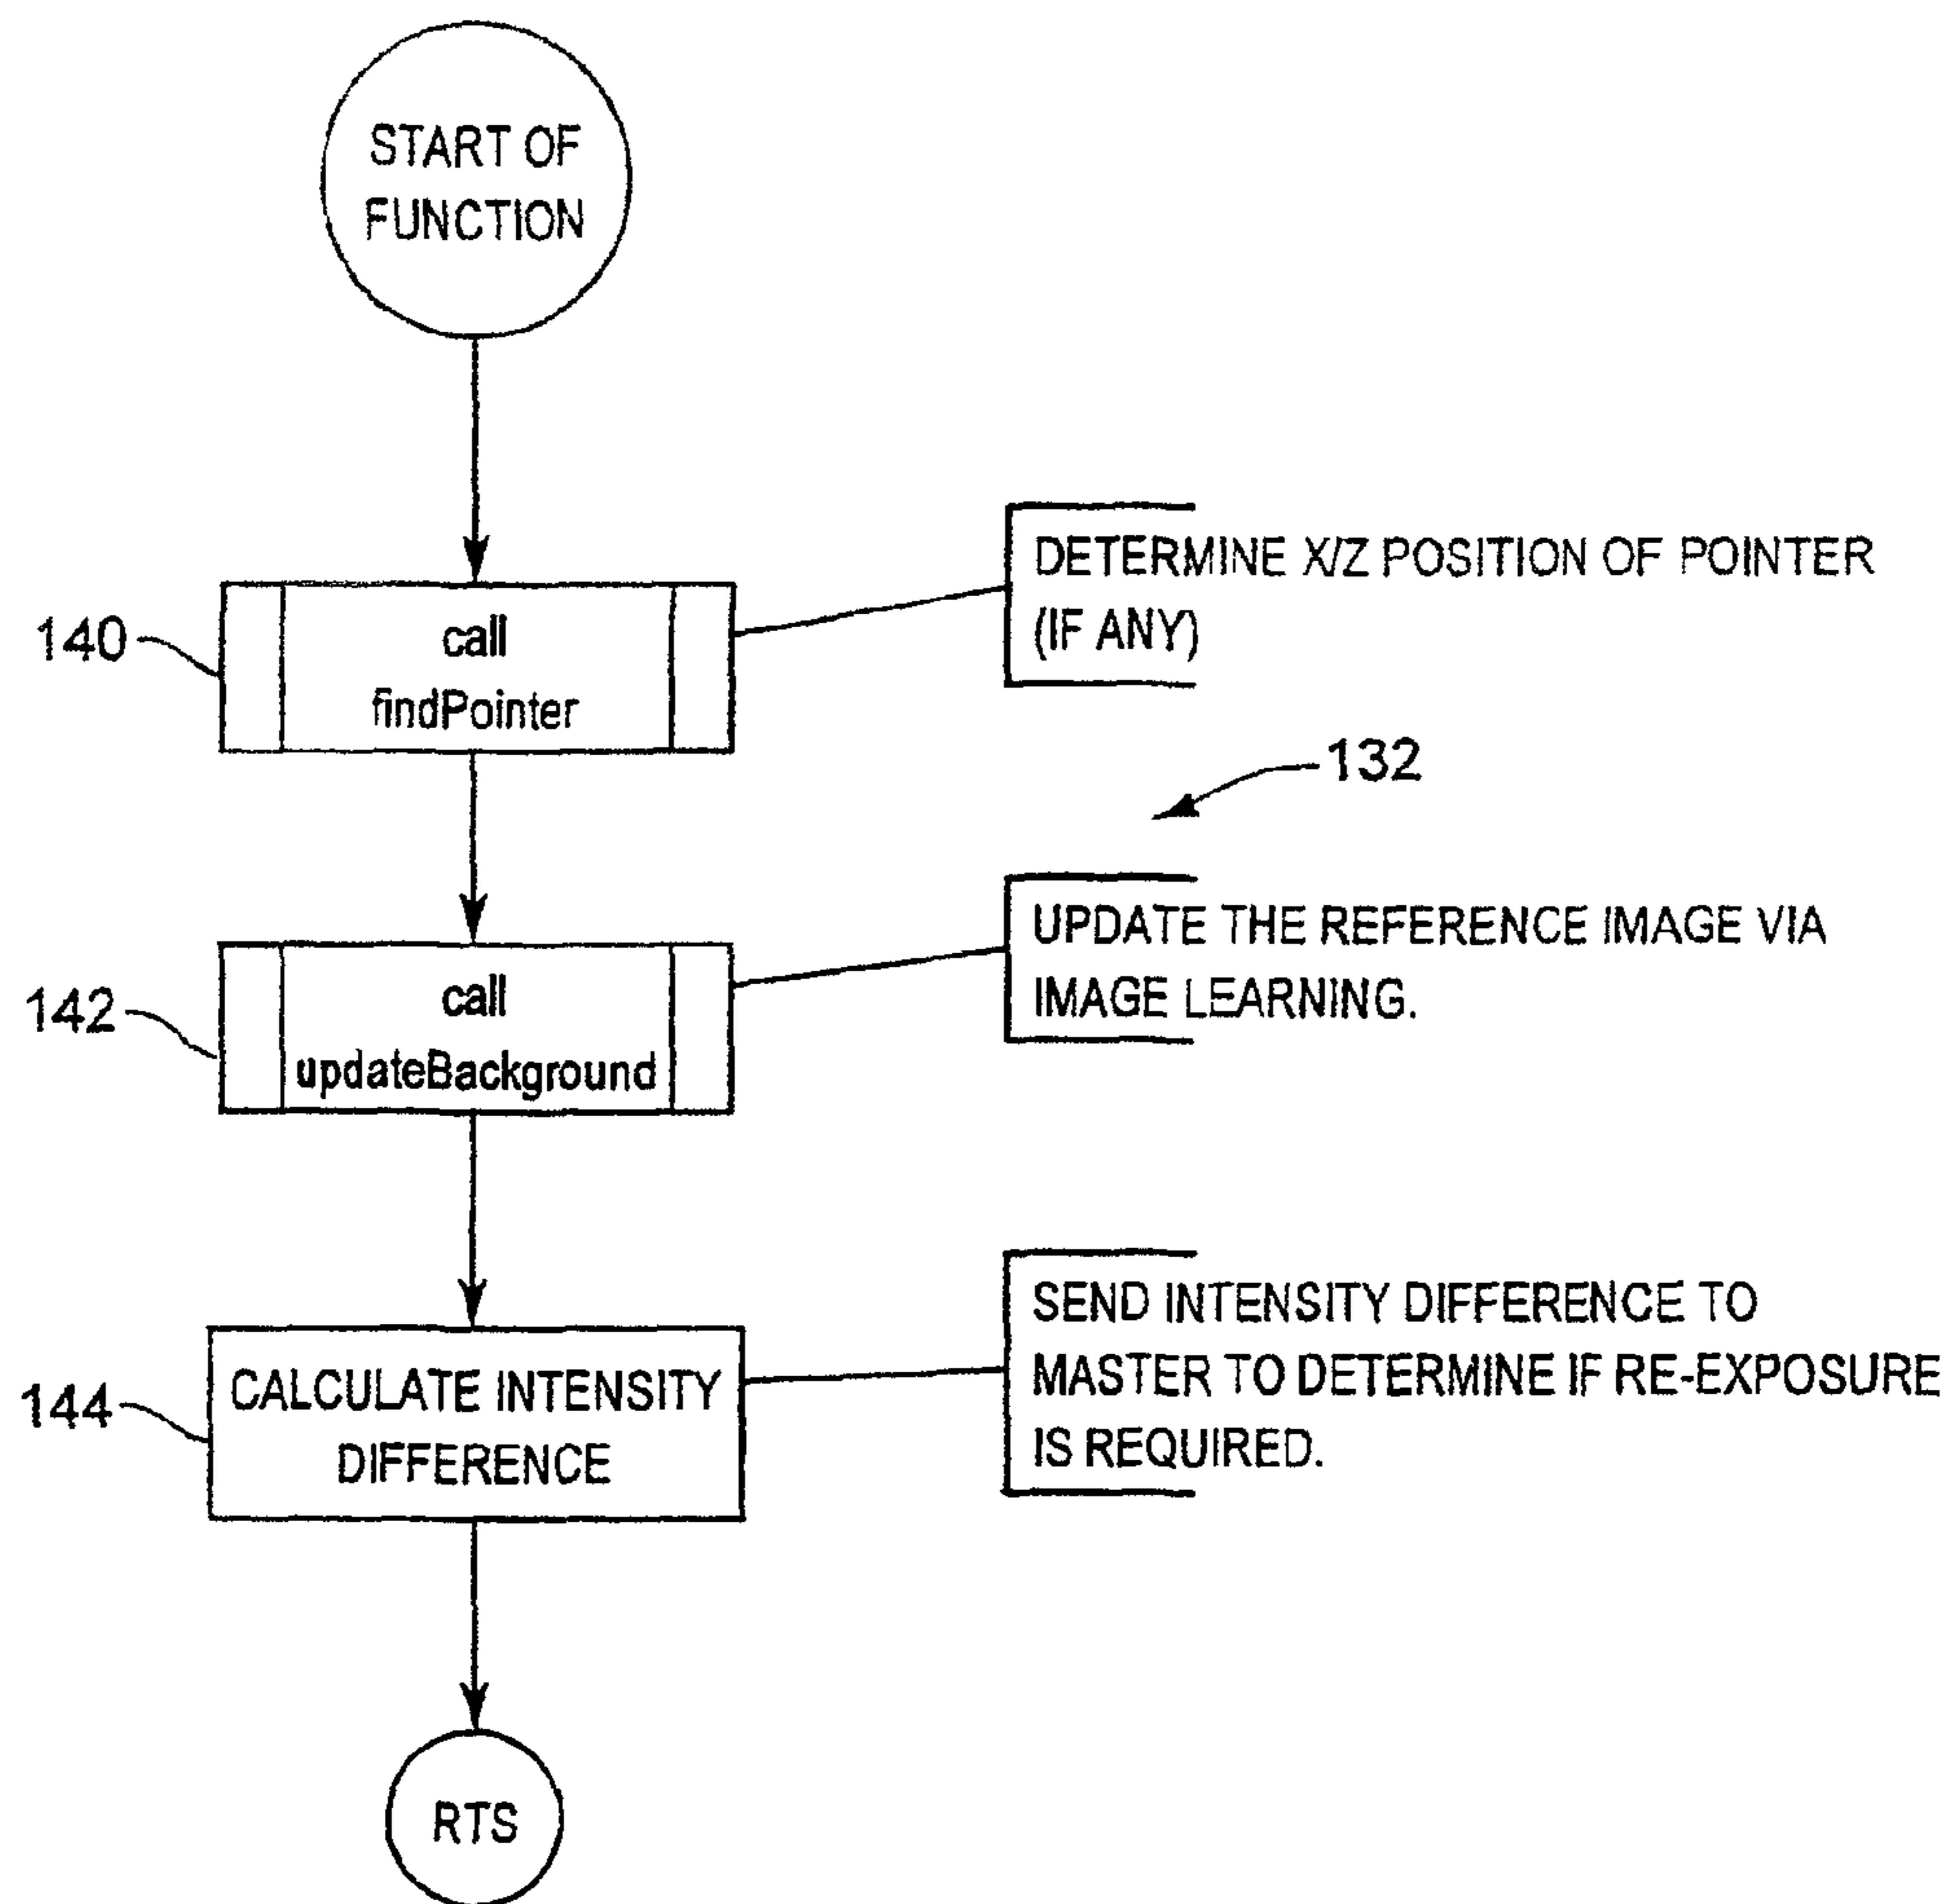 START OF
FUNCTION
140
call
findPointer
DETERMINE X/Z POSITION OF POINTER
(IF ANY)
132
142
call
updateBackground
UPDATE THE REFERENCE IMAGE VIA
IMAGE LEARNING.
144
CALCULATE INTENSITY
DIFFERENCE
SEND INTENSITY DIFFERENCE TO
MASTER TO DETERMINE IF RE-EXPOSURE
IS REQUIRED.
RTS